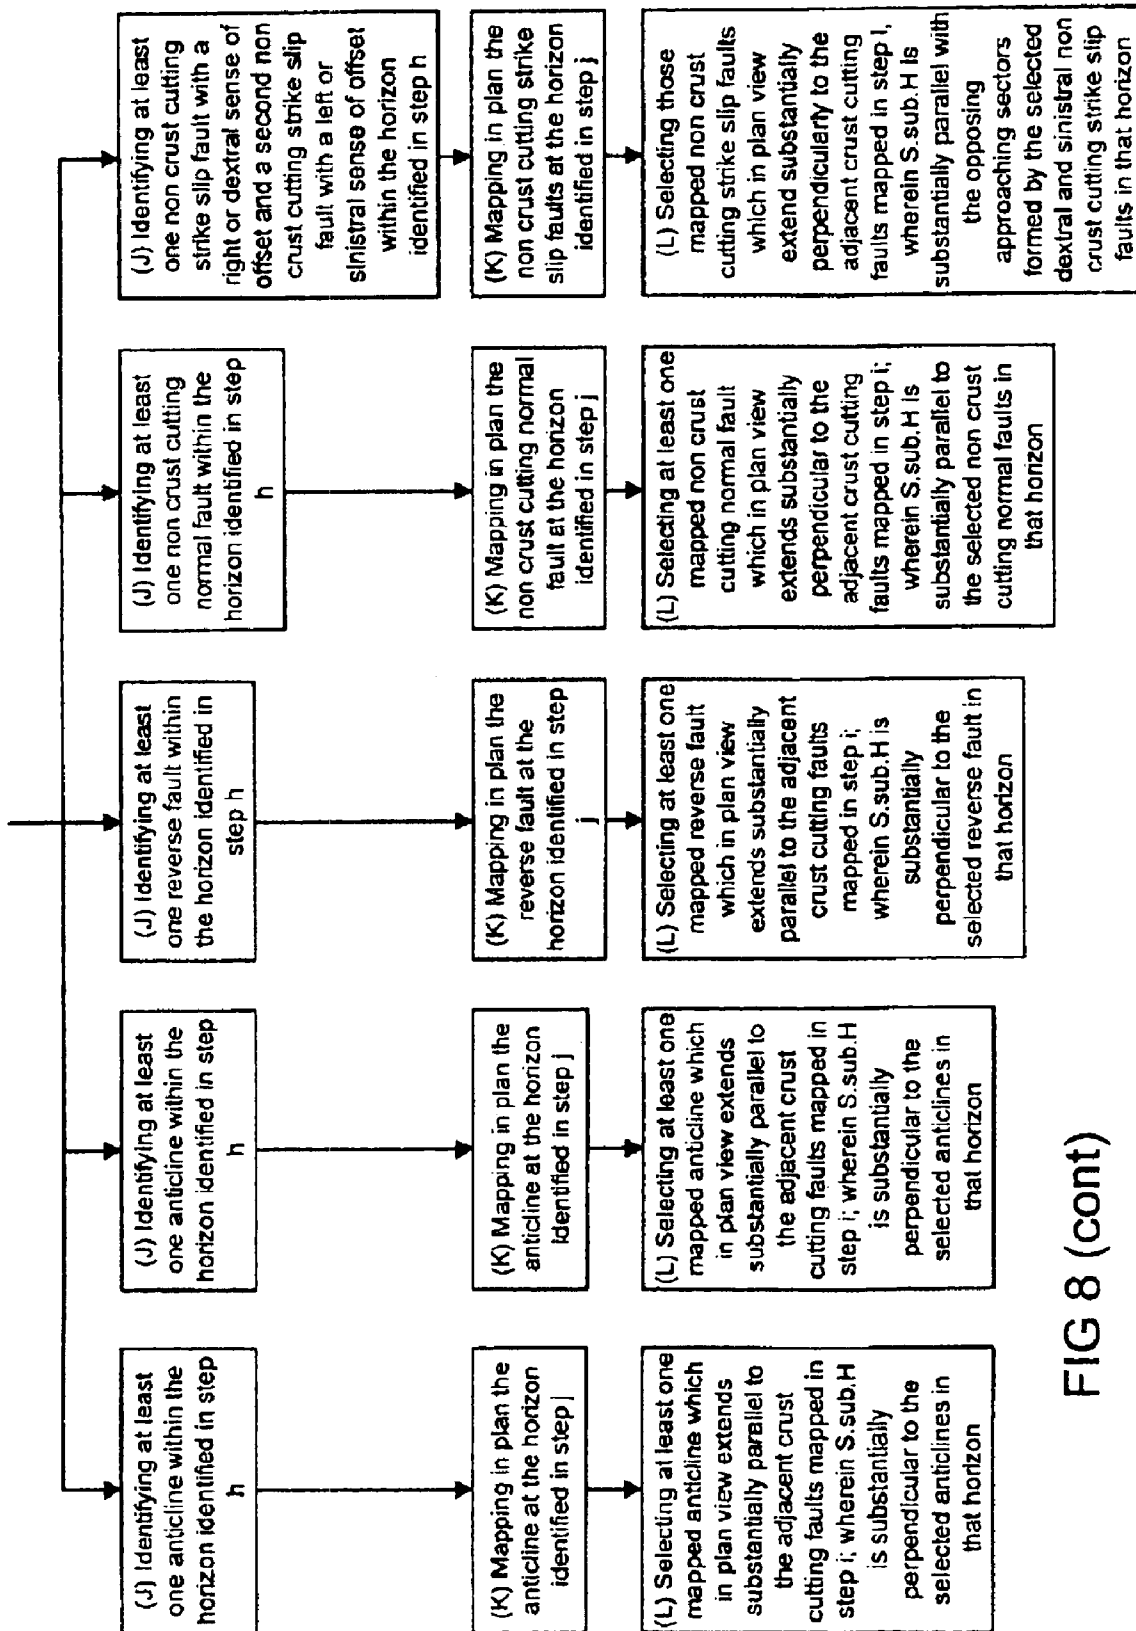 (J) Identifying at least
one anticline within the
horizon identified in step
h
(K) Mapping in plan the
anticline at the horizon
identified in step j
(L) Selecting at least one
mapped anticline which
in plan view extends
substantially parallel to
the adjacent crust
cutting faults mapped in
step i; wherein S.sub.H
is substantially
perpendicular to the
selected anticlines in
that horizon
(J) Identifying at least
one anticline within the
horizon identified in step
h
(K) Mapping in plan the
anticline at the horizon
identified in step j
(L) Selecting at least one
mapped anticline which
in plan view extends
substantially parallel to
the adjacent crust
cutting faults mapped in
step i; wherein S.sub.H
is substantially
perpendicular to the
selected anticlines in
that horizon
(J) Identifying at least
one reverse fault within
the horizon identified in
step h
(K) Mapping in plan the
reverse fault at the
horizon identified in step
j
(L) Selecting at least one
mapped reverse fault
which in plan view
extends substantially
parallel to the adjacent
crust cutting faults
mapped in step i;
wherein S.sub.H is
substantially
perpendicular to the
selected reverse fault in
that horizon
(J) Identifying at least
one non crust cutting
normal fault within the
horizon identified in step
h
(K) Mapping in plan the
non crust cutting normal
fault at the horizon
identified in step j
(L) Selecting at least one
mapped non crust
cutting normal fault
which in plan view
extends substantially
perpendicular to the
adjacent crust cutting
faults mapped in step i;
wherein S.sub.H is
substantially parallel to
the selected non crust
cutting normal faults in
that horizon
(J) Identifying at least
one non crust cutting
strike slip fault with a
right or dextral sense of
offset and a second non
crust cutting strike slip
fault with a left or
sinistral sense of offset
within the horizon
identified in step h
(K) Mapping in plan the
non crust cutting strike
slip faults at the horizon
identified in step j
(L) Selecting those
mapped non crust
cutting strike slip faults
which in plan view
extend substantially
perpendicularly to the
adjacent crust cutting
faults mapped in step I,
wherein S.sub.H is
substantially parallel with
the opposing
approaching sectors
formed by the selected
dextral and sinistral non
crust cutting strike slip
faults in that horizon
FIG 8 (cont)